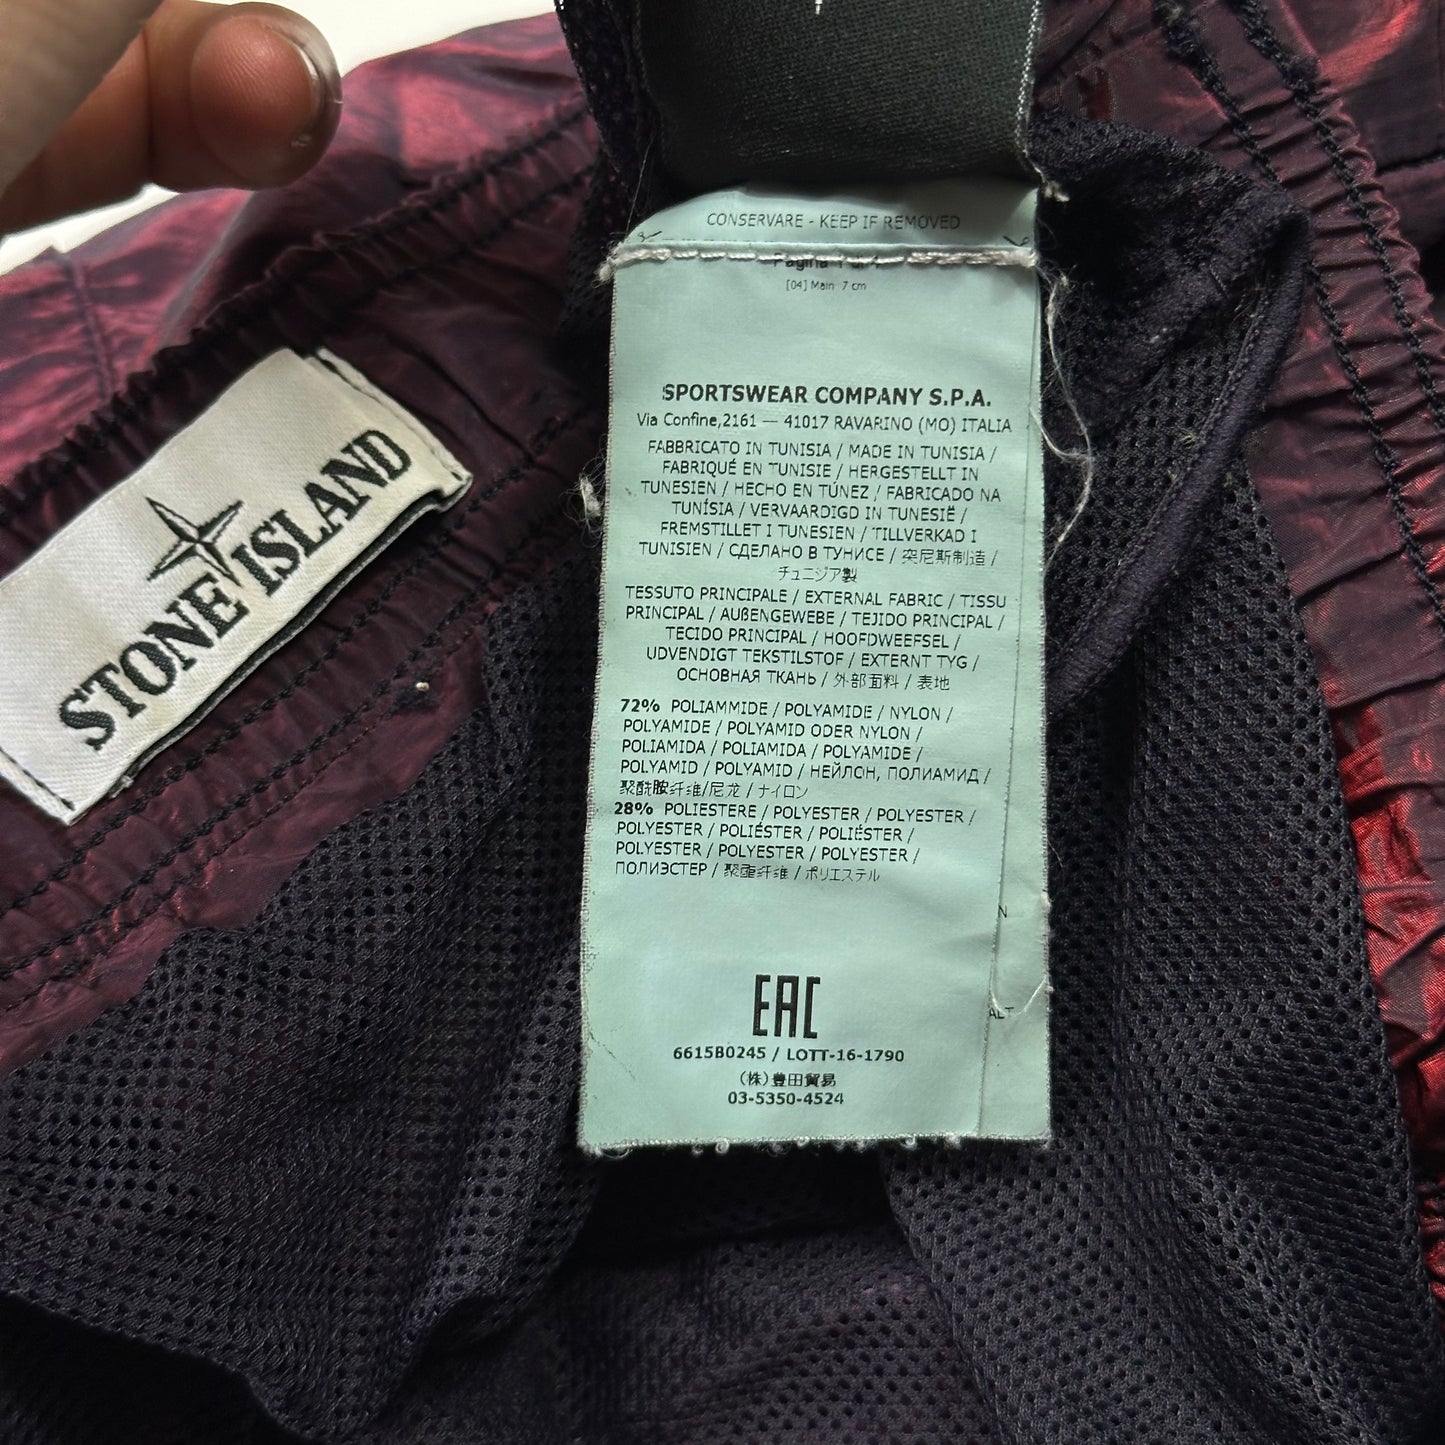 STONE ISLAND
CONSERVARE - KEEP IF REMOVED
Pagina 1 di 4
[04] Main 7 cm
SPORTSWEAR COMPANY S.P.A.
Via Confine,2161 — 41017 RAVARINO (MO) ITALIA
FABBRICATO IN TUNISIA / MADE IN TUNISIA /
FABRIQUÉ EN TUNISIE / HERGESTELLT IN
TUNESIEN / HECHO EN TÚNEZ / FABRICADO NA
TUNÍSIA / VERVAARDIGD IN TUNESIË /
FREMSTILLET I TUNESIEN / TILLVERKAD I
TUNISIEN / СДЕЛАНО В ТУНИСЕ / 突尼斯制造 /
チュニジア製
TESSUTO PRINCIPALE / EXTERNAL FABRIC / TISSU
PRINCIPAL / AUßENGEWEBE / TEJIDO PRINCIPAL /
TECIDO PRINCIPAL / HOOFDWEEFSEL /
UDVENDIGT TEKSTILSTOF / EXTERNT TYG /
ОСНОВНАЯ ТКАНЬ / 外部面料 / 表地
72% POLIAMMIDE / POLYAMIDE / NYLON /
POLYAMIDE / POLYAMID ODER NYLON /
POLIAMIDA / POLIAMIDA / POLYAMIDE /
POLYAMID / POLYAMID / НЕЙЛОН, ПОЛИАМИД /
聚酰胺纤维/尼龙 / ナイロン
28% POLIESTERE / POLYESTER / POLYESTER /
POLYESTER / POLIÉSTER / POLIÉSTER /
POLYESTER / POLYESTER / POLYESTER /
ПОЛИЭСТЕР / 聚酯纤维 / ポリエステル
N
ALT
EAC
6615B0245 / LOTT-16-1790
(株)豊田貿易
03-5350-4524